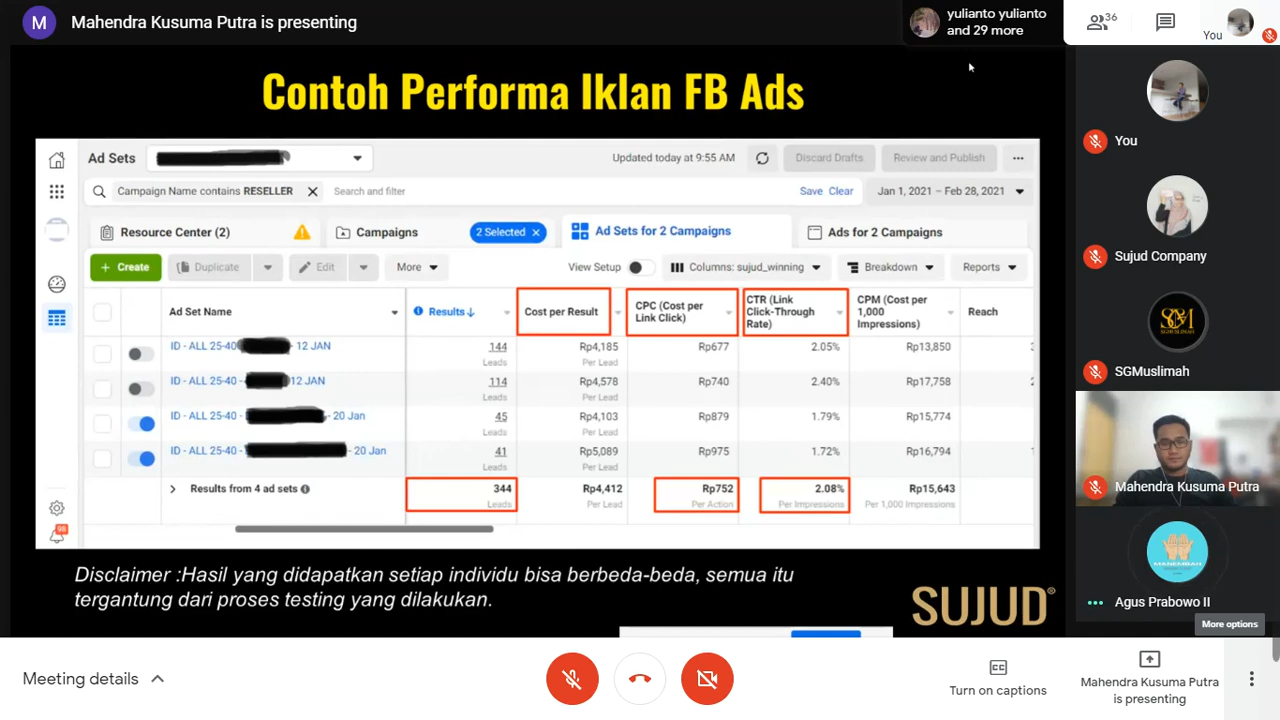 M
Mahendra Kusuma Putra is presenting
yulianto yulianto
and 29 more
36
You
Contoh Performa Iklan FB Ads
Ad Sets
Updated today at 9:55 AM
Discard Drafts
Review and Publish
Campaign Name contains RESELLER
Search and filter
Save Clear
Jan 1, 2021 – Feb 28, 2021
Resource Center (2)
Campaigns
2 Selected
Ad Sets for 2 Campaigns
Ads for 2 Campaigns
+ Create
Duplicate
Edit
More
View Setup
Columns: sujud_winning
Breakdown
Reports
Ad Set Name
Results↓
Cost per Result
CPC (Cost per
Link Click)
CTR (Link
Click-Through
Rate)
CPM (Cost per
1,000
Impressions)
Reach
ID - ALL 25-40 12 JAN
144
Leads
Rp4,185
Per Lead
Rp677
2.05%
Rp13,850
ID - ALL 25-40 - 12 JAN
114
Leads
Rp4,578
Per Lead
Rp740
2.40%
Rp17,758
ID - ALL 25-40 - - 20 Jan
45
Leads
Rp4,103
Per Lead
Rp879
1.79%
Rp15,774
ID - ALL 25-40 - - 20 Jan
41
Leads
Rp5,089
Per Lead
Rp975
1.72%
Rp16,794
Results from 4 ad sets
344
Leads
Rp4,412
Per Lead
Rp752
Per Action
2.08%
Per Impressions
Rp15,643
Per 1,000 Impressions
98
Disclaimer :Hasil yang didapatkan setiap individu bisa berbeda-beda, semua itu
tergantung dari proses testing yang dilakukan.
SUJUD®
You
Sujud Company
SGM
SGMUSLIMAH
SGMuslimah
Mahendra Kusuma Putra
MANEMBAH
Agus Prabowo II
More options
Meeting details
CC
Turn on captions
Mahendra Kusuma Putra
is presenting